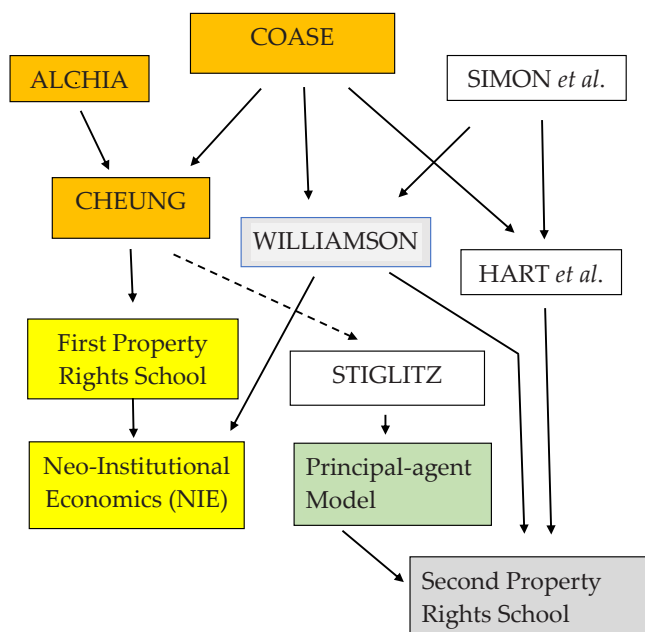 COASE
ALCHIA
SIMON et al.
CHEUNG
WILLIAMSON
HART et al.
First Property
Rights School
STIGLITZ
Neo-Institutional
Economics (NIE)
Principal-agent
Model
Second Property
Rights School